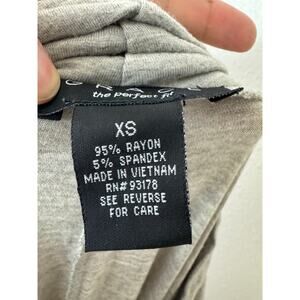 the perfect fit
XS
95% RAYON
5% SPANDEX
MADE IN VIETNAM
RN#93178
SEE REVERSE
FOR CARE